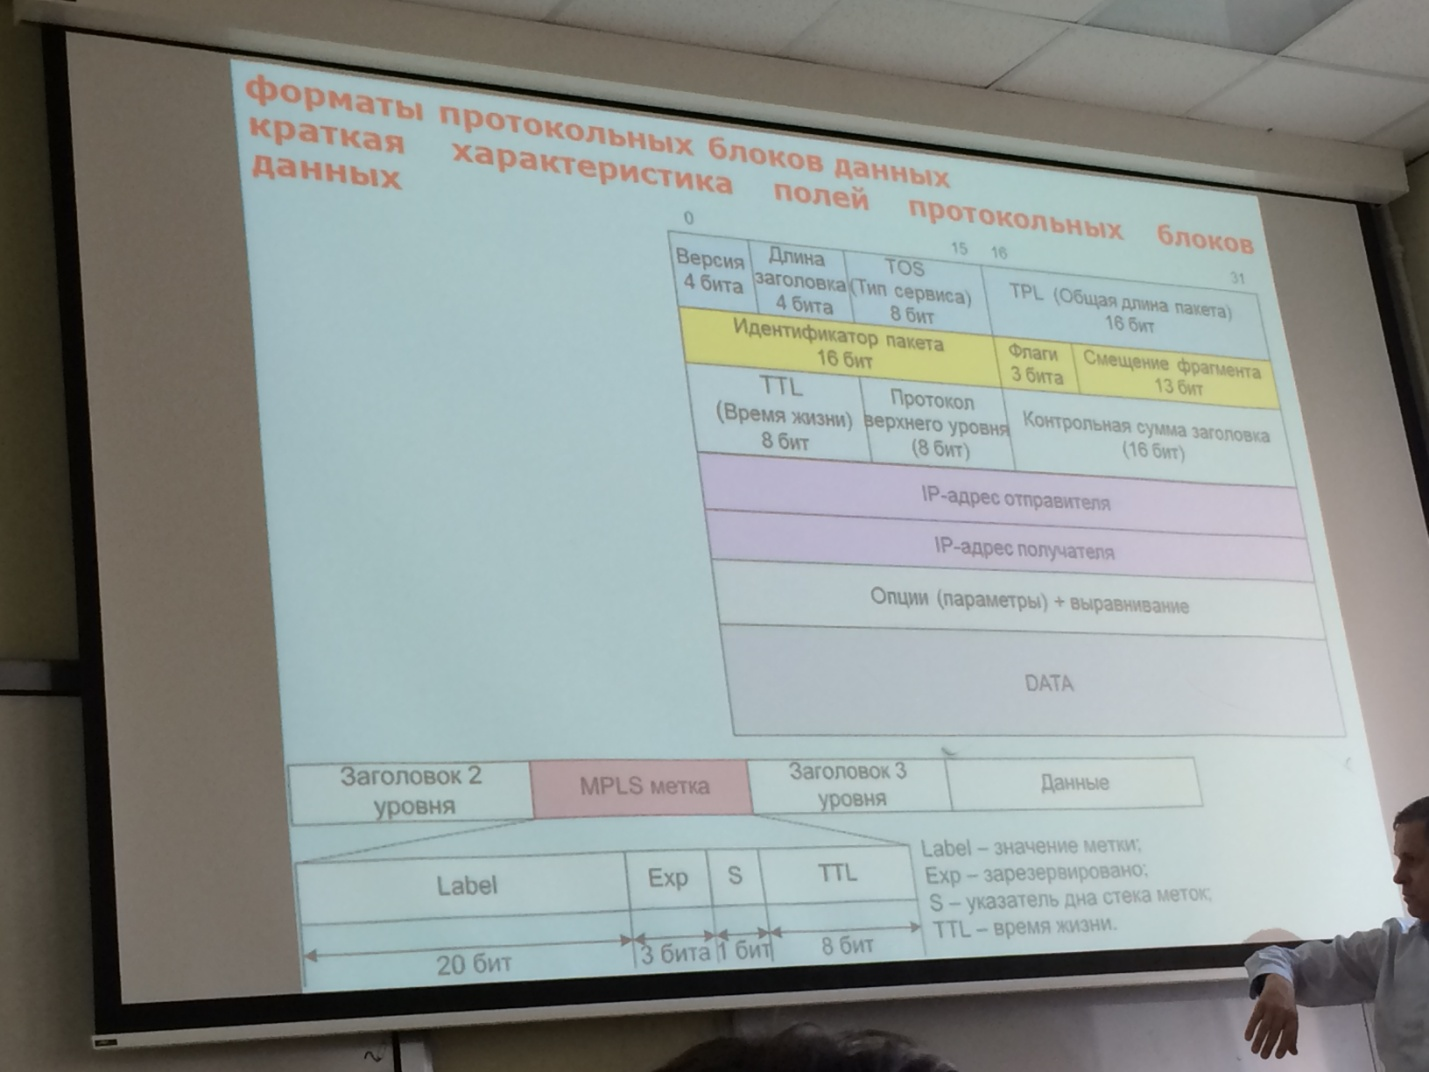 форматы протокольных блоков данных
краткая характеристика полей протокольных блоков
данных
0 15 16 31
Версия
4 бита
Длина
заголовка
4 бита
TOS
(Тип сервиса)
8 бит
TPL (Общая длина пакета)
16 бит
Идентификатор пакета
16 бит
Флаги
3 бита
Смещение фрагмента
13 бит
TTL
(Время жизни)
8 бит
Протокол
верхнего уровня
(8 бит)
Контрольная сумма заголовка
(16 бит)
IP-адрес отправителя
IP-адрес получателя
Опции (параметры) + выравнивание
DATA
Заголовок 2
уровня
MPLS метка
Заголовок 3
уровня
Данные
Label
Exp
S
TTL
20 бит
3 бита
1 бит
8 бит
Label – значение метки;
Exp – зарезервировано;
S – указатель дна стека меток;
TTL – время жизни.